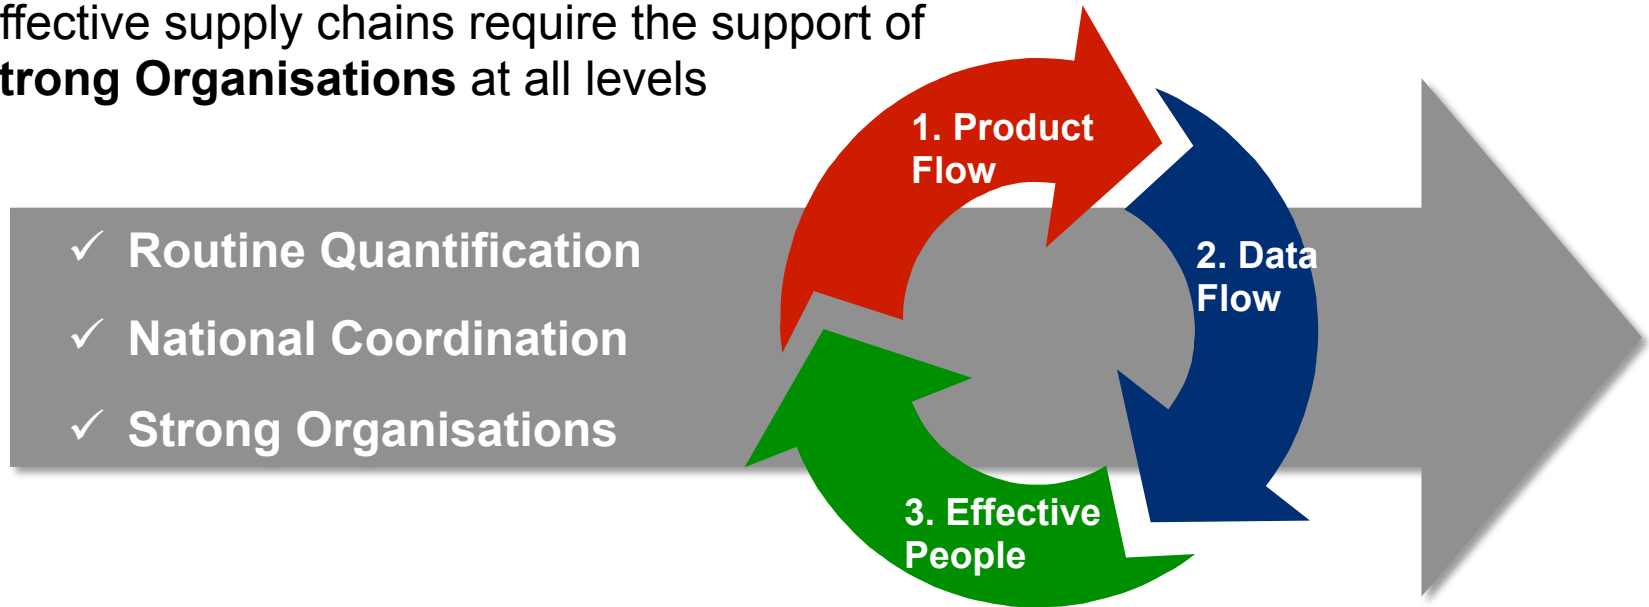 ffective supply chains require the support of
trong Organisations at all levels
1. Product
Flow
✓ Routine Quantification
2. Data
Flow
✓ National Coordination
✓ Strong Organisations
3. Effective
People